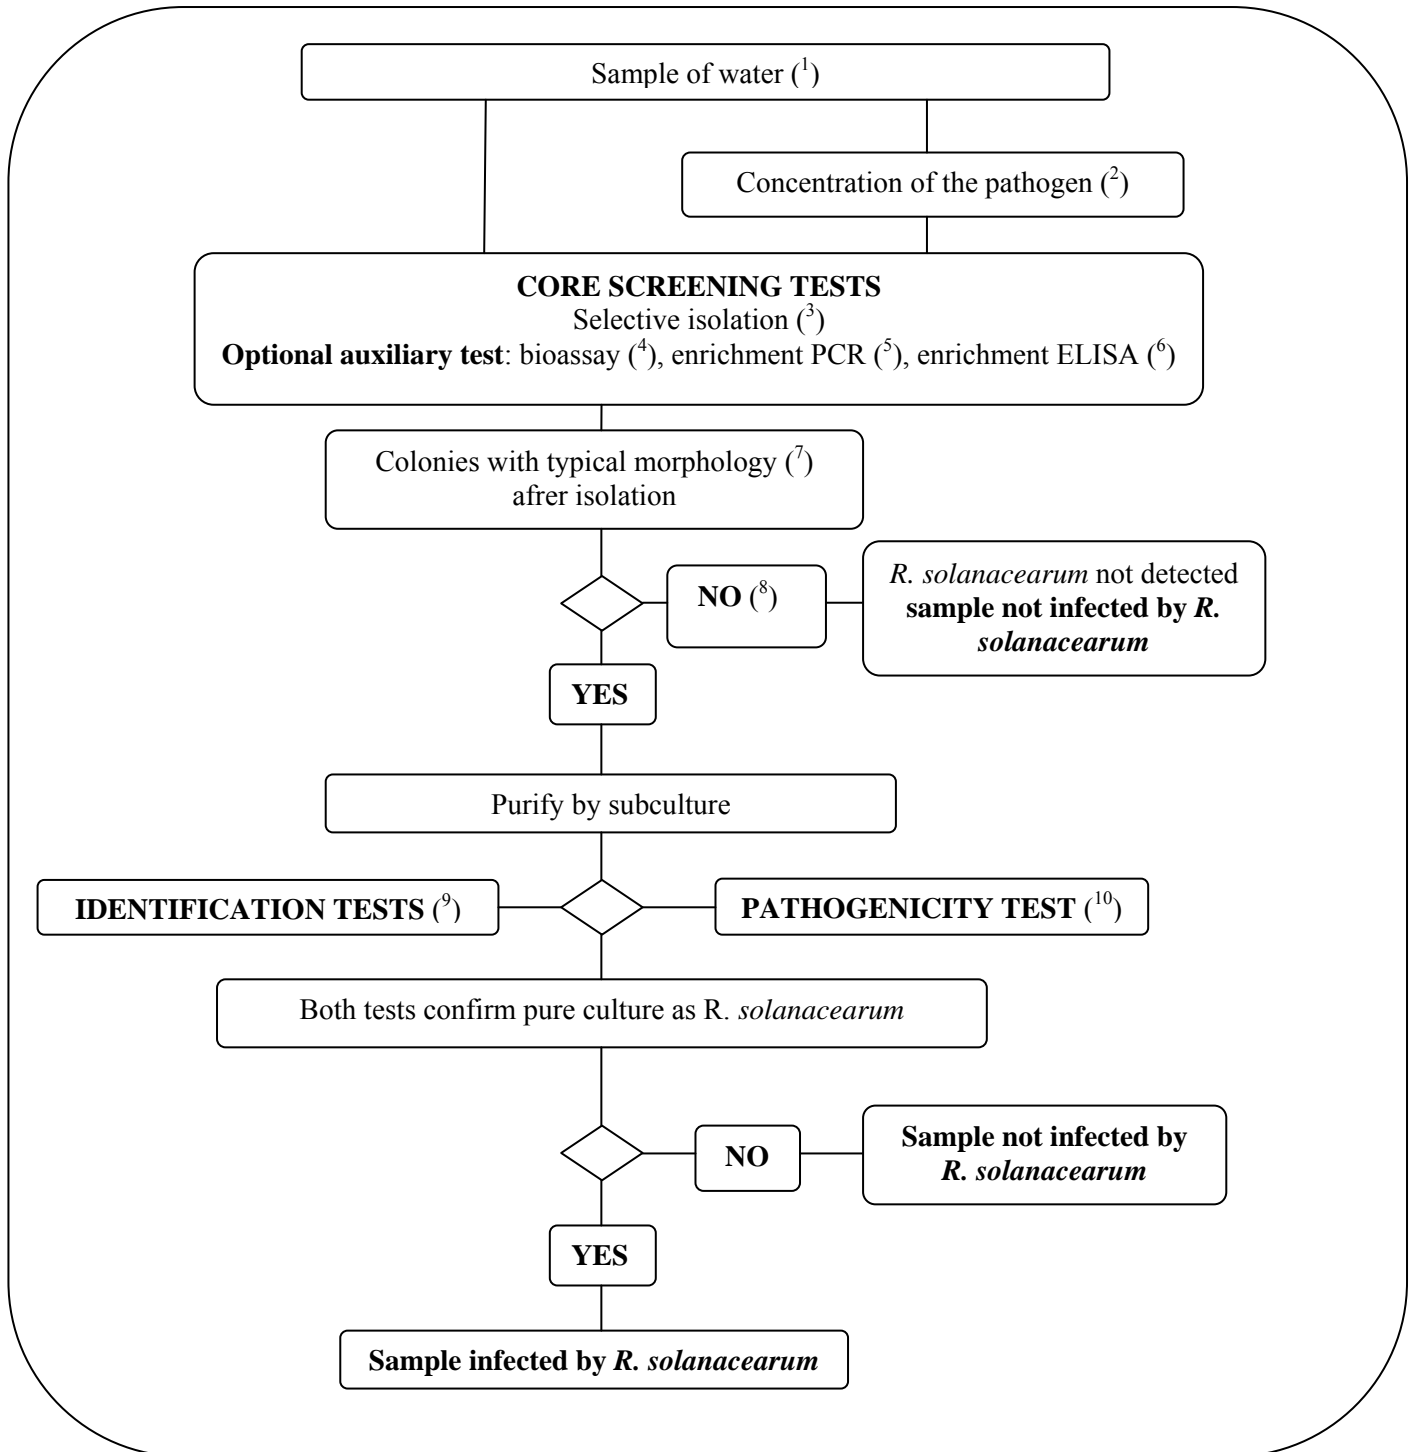 Sample of water (¹)
Concentration of the pathogen (²)
CORE SCREENING TESTS
Selective isolation (³)
Optional auxiliary test: bioassay (⁴), enrichment PCR (⁵), enrichment ELISA (⁶)
Colonies with typical morphology (⁷)
afrer isolation
NO (⁸)
R. solanacearum not detected
sample not infected by R.
solanacearum
YES
Purify by subculture
IDENTIFICATION TESTS (⁹)
PATHOGENICITY TEST (¹⁰)
Both tests confirm pure culture as R. solanacearum
NO
Sample not infected by
R. solanacearum
YES
Sample infected by R. solanacearum